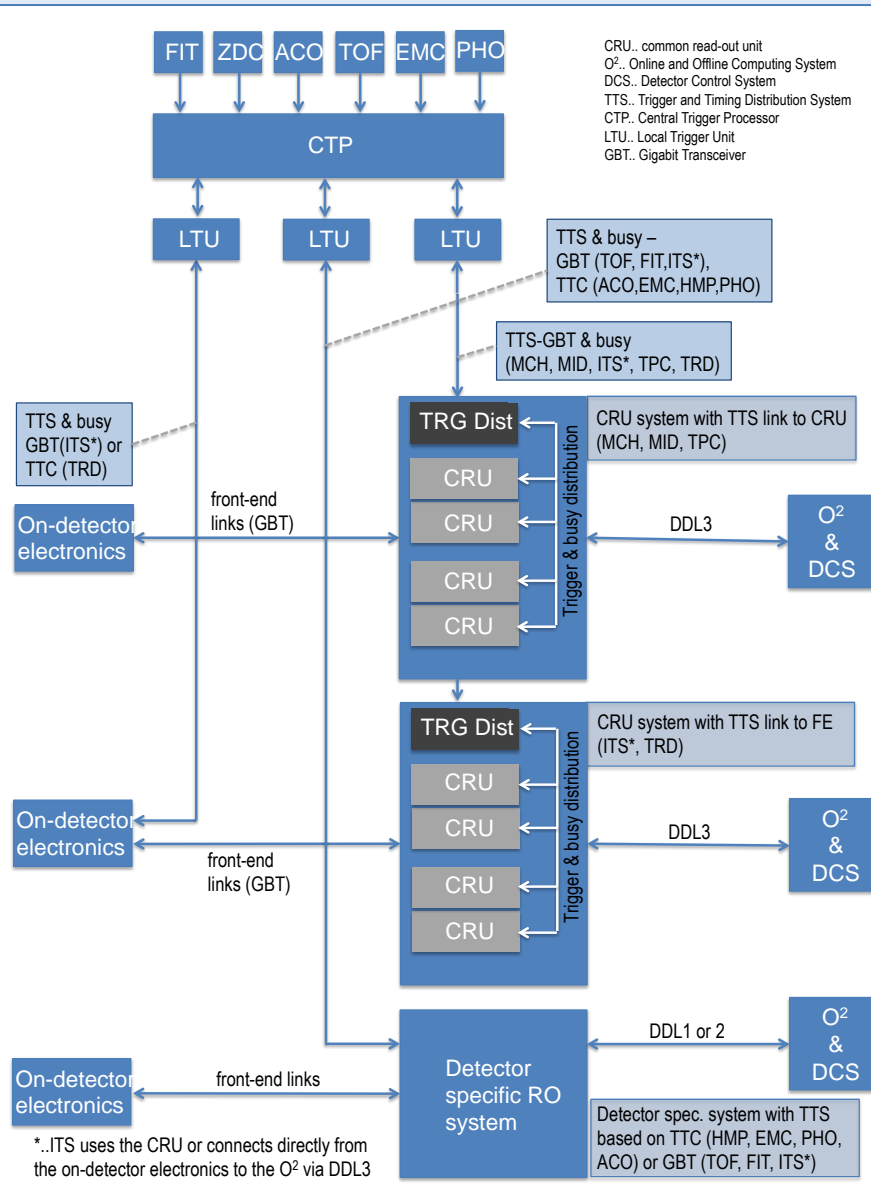 FIT ZDC ACO TOF EMC PHO
CRU.. common read-out unit
O².. Online and Offline Computing System
DCS.. Detector Control System
TTS.. Trigger and Timing Distribution System
CTP.. Central Trigger Processor
LTU.. Local Trigger Unit
GBT.. Gigabit Transceiver
CTP
LTU LTU LTU
TTS & busy –
GBT (TOF, FIT,ITS*),
TTC (ACO,EMC,HMP,PHO)
TTS-GBT & busy
(MCH, MID, ITS*, TPC, TRD)
TTS & busy
GBT(ITS*) or
TTC (TRD)
TRG Dist
CRU
CRU
CRU
CRU
Trigger & busy distribution
CRU system with TTS link to CRU
(MCH, MID, TPC)
On-detector
electronics
front-end
links (GBT)
DDL3
O²
&
DCS
TRG Dist
CRU
CRU
CRU
CRU
Trigger & busy distribution
CRU system with TTS link to FE
(ITS*, TRD)
On-detector
electronics
front-end
links (GBT)
DDL3
O²
&
DCS
Detector
specific RO
system
DDL1 or 2
O²
&
DCS
On-detector
electronics
front-end links
Detector spec. system with TTS
based on TTC (HMP, EMC, PHO,
ACO) or GBT (TOF, FIT, ITS*)
*..ITS uses the CRU or connects directly from
the on-detector electronics to the O² via DDL3